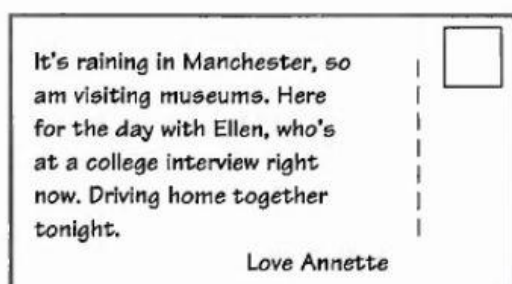 It's raining in Manchester, so
am visiting museums. Here
for the day with Ellen, who's
at a college interview right
now. Driving home together
tonight.
Love Annette